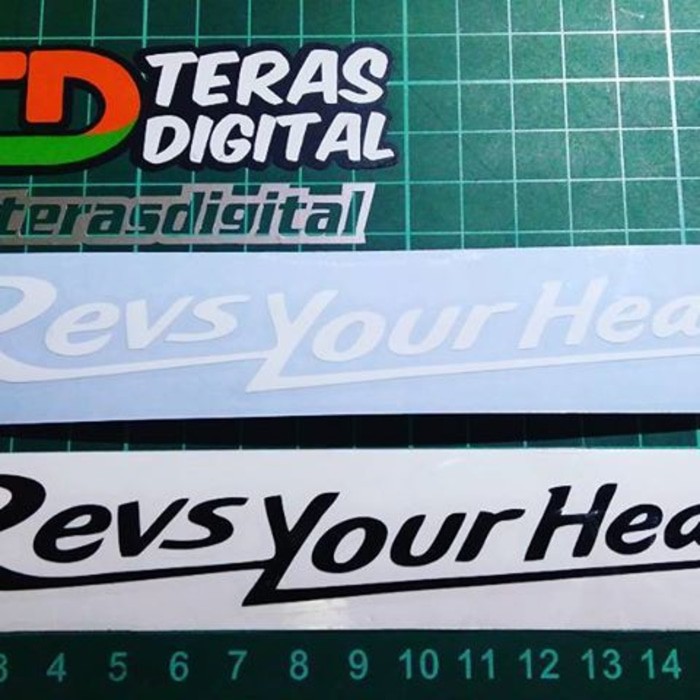 TD TERAS
DIGITAL
terasdigital
Revs Your Hea
Revs Your Hea
3 4 5 6 7 8 9 10 11 12 13 14